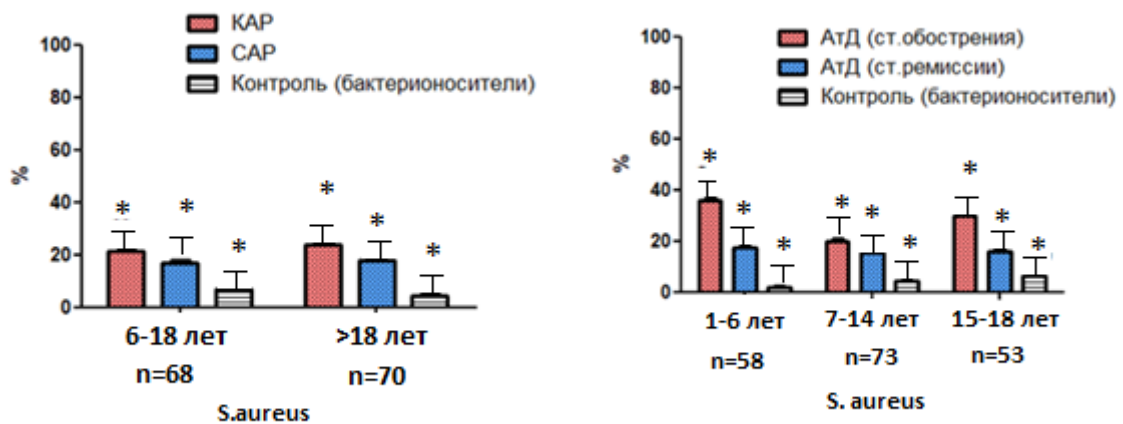 КАР
САР
Контроль (бактерионосители)
%
100
80
60
40
20
0
* * * * * *
6-18 лет >18 лет
n=68 n=70
S.aureus
АтД (ст.обострения)
АтД (ст.ремиссии)
Контроль (бактерионосители)
%
100
80
60
40
20
0
* * * * * * * * *
1-6 лет 7-14 лет 15-18 лет
n=58 n=73 n=53
S. aureus